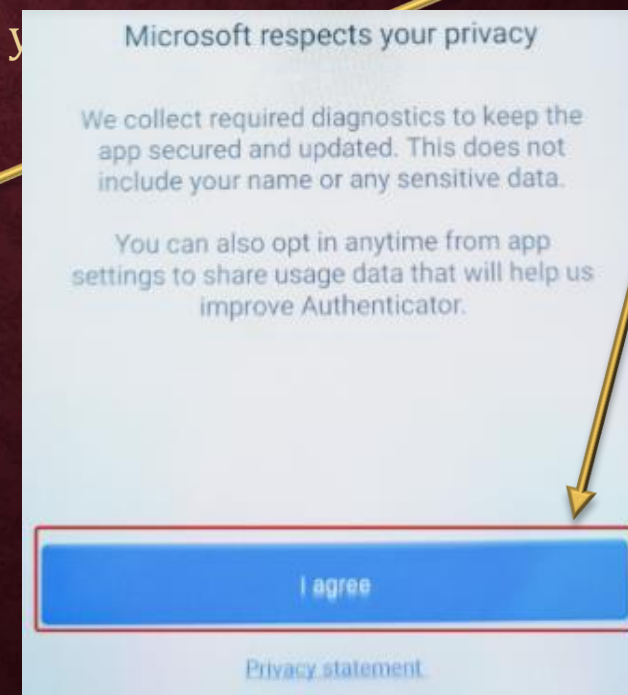 y
Microsoft respects your privacy
We collect required diagnostics to keep the
app secured and updated. This does not
include your name or any sensitive data.
You can also opt in anytime from app
settings to share usage data that will help us
improve Authenticator.
I agree
Privacy statement